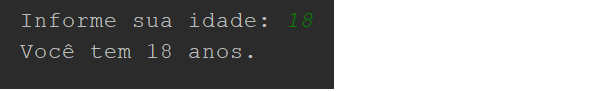 Informe sua idade: 18
Você tem 18 anos.